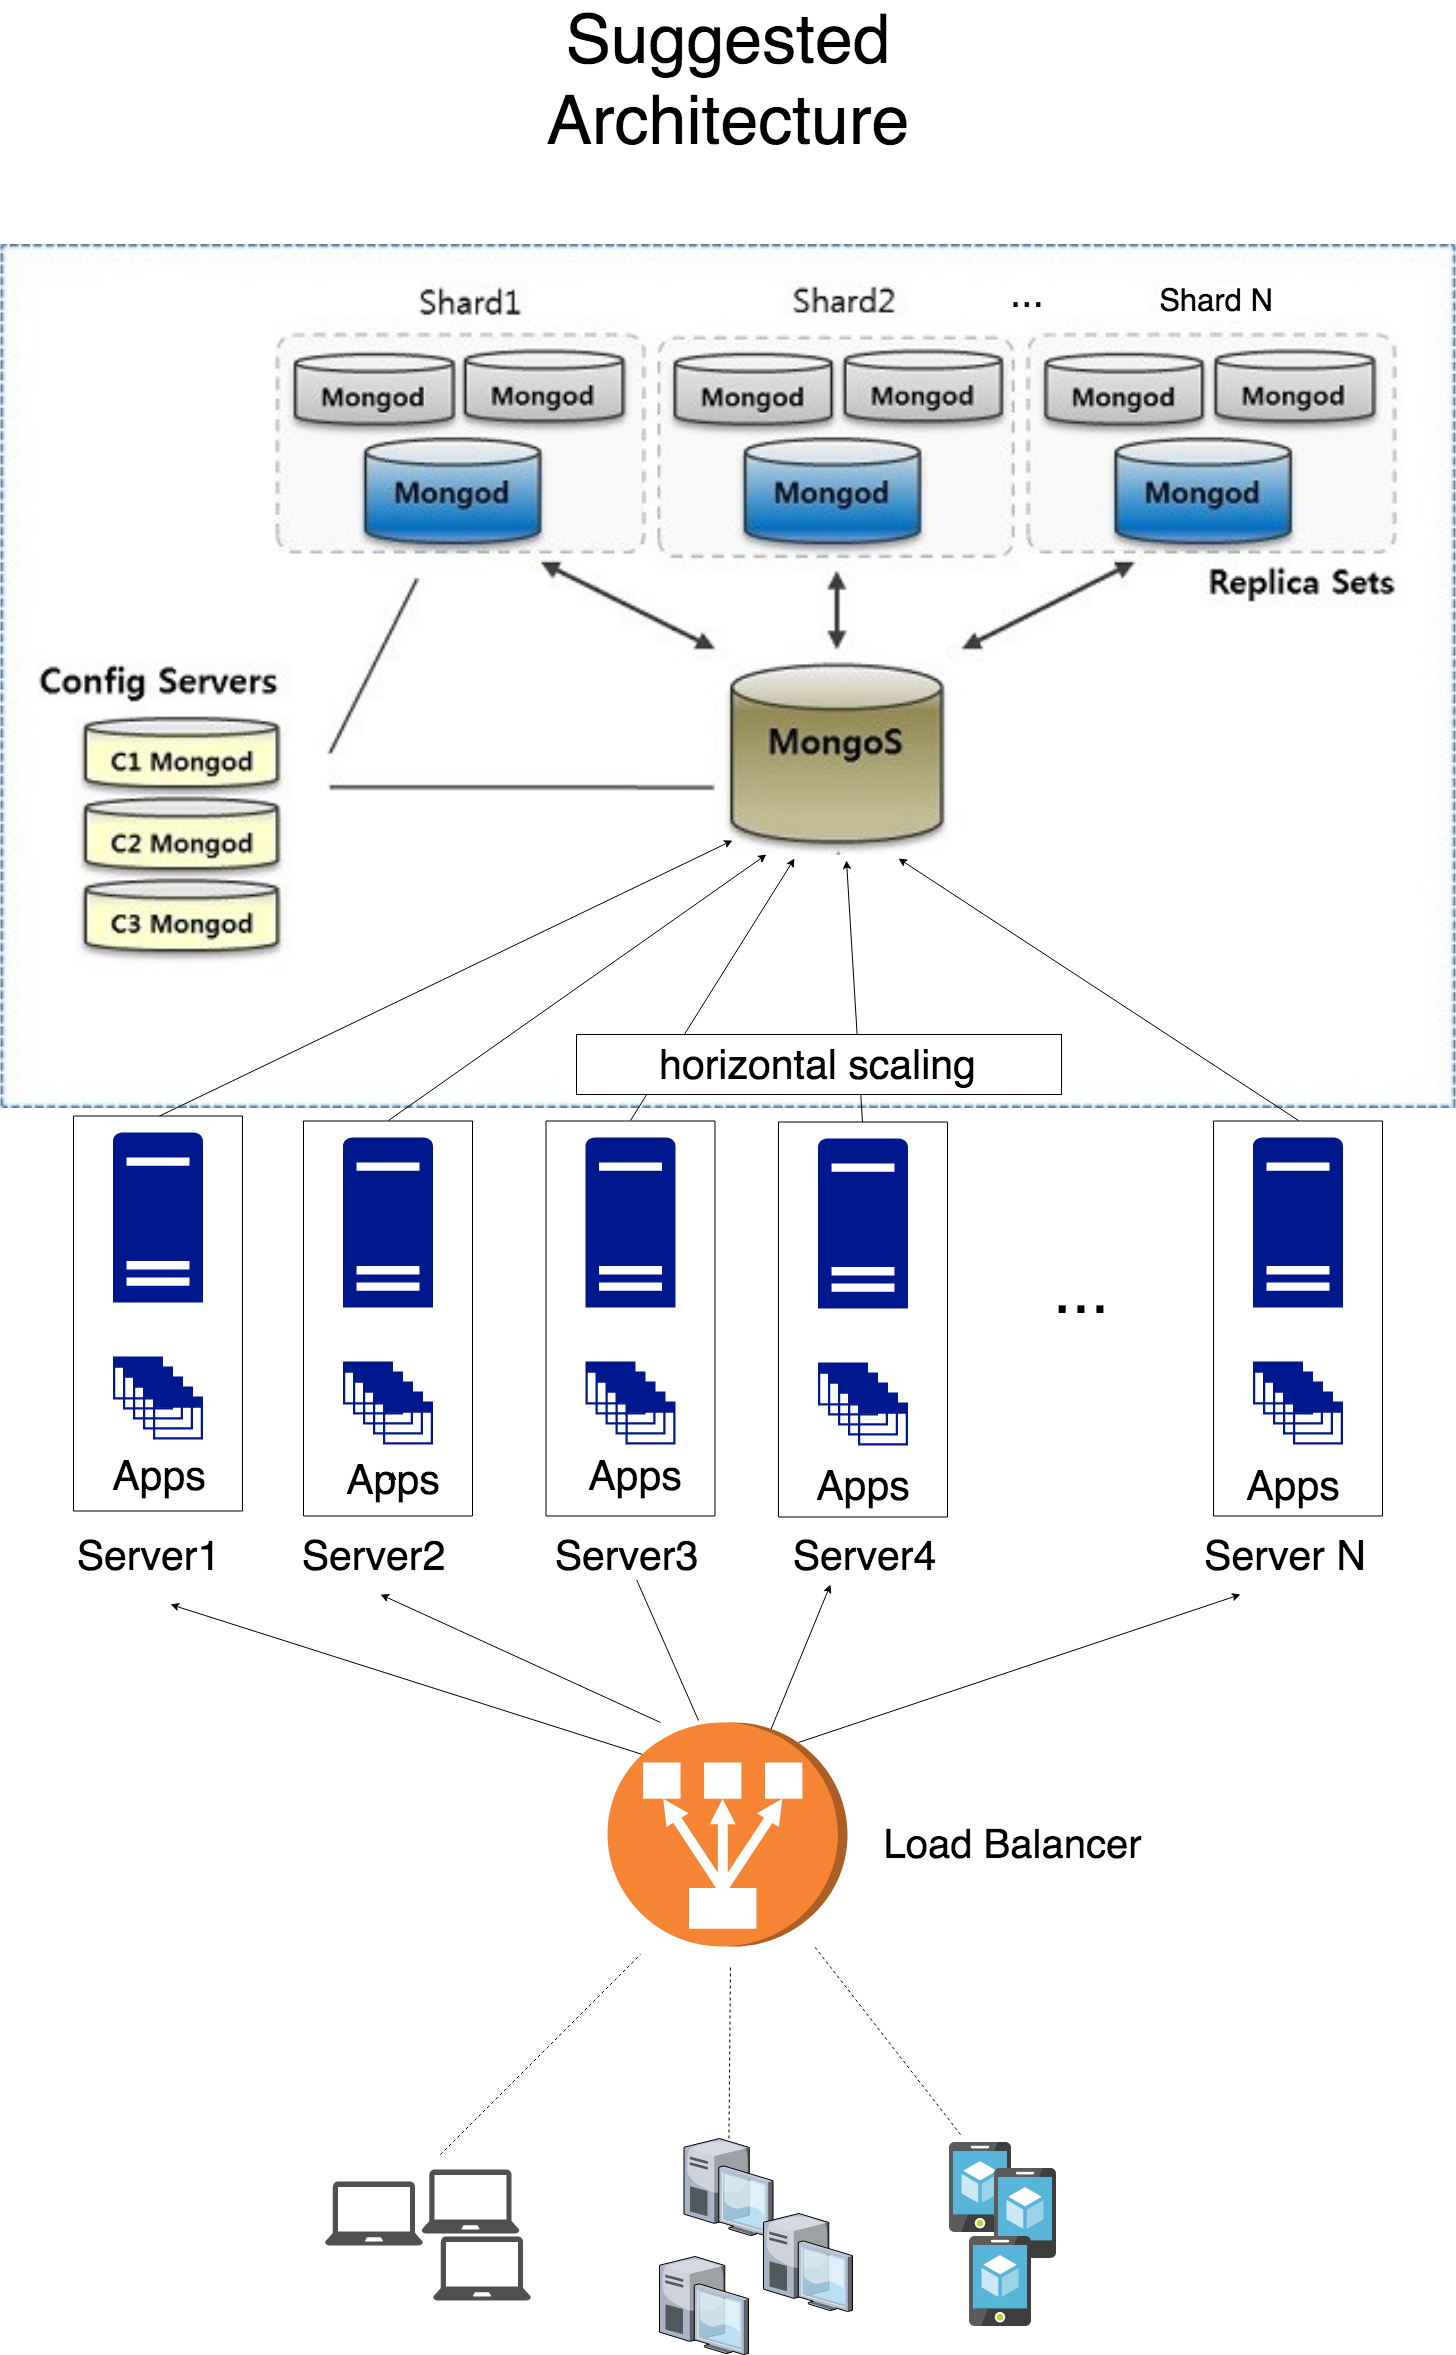 Suggested
Architecture
Shard1
Shard2
...
Shard N
Mongod
Mongod
Mongod
Mongod
Mongod
Mongod
Mongod
Mongod
Mongod
Replica Sets
Config Servers
C1 Mongod
C2 Mongod
C3 Mongod
MongoS
horizontal scaling
...
Apps
Apps
Apps
Apps
Apps
Server1
Server2
Server3
Server4
Server N
Load Balancer